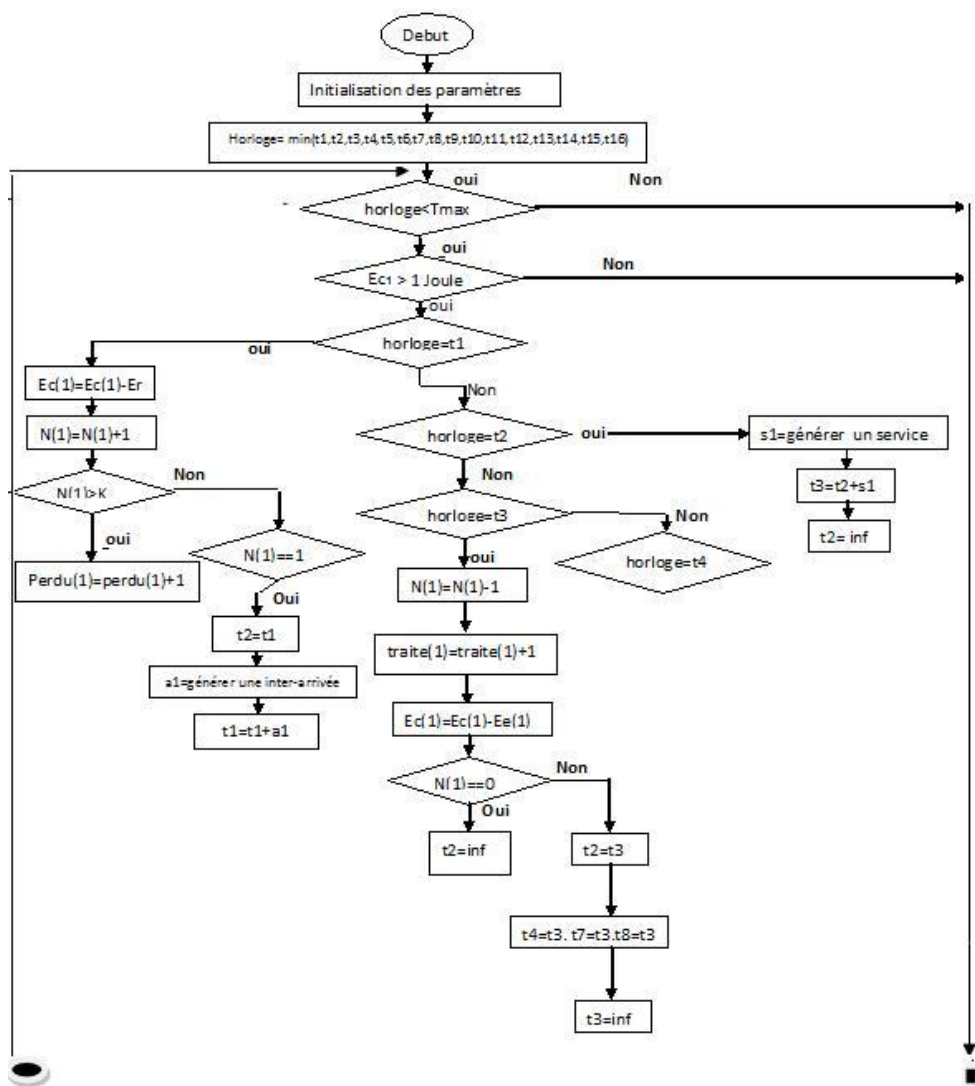 Debut
Initialisation des paramètres
Horloge= min(t1,t2,t3,t4,t5,t6,t7,t8,t9,t10,t11,t12,t13,t14,t15,t16)
oui
Non
horloge<Tmax
oui
Non
Ec1 > 1 Joule
oui
horloge=t1
oui
Non
Ec(1)=Ec(1)-Er
N(1)=N(1)+1
horloge=t2
oui
s1=générer un service
Non
Non
t3=t2+s1
N(1)>K
horloge=t3
Non
t2= inf
oui
N(1)==1
oui
horloge=t4
Perdu(1)=perdu(1)+1
N(1)=N(1)-1
Oui
t2=t1
traite(1)=traite(1)+1
a1=générer une inter-arrivée
t1=t1+a1
Ec(1)=Ec(1)-Ee(1)
Non
N(1)==0
Oui
t2=inf
t2=t3
t4=t3. t7=t3.t8=t3
t3=inf